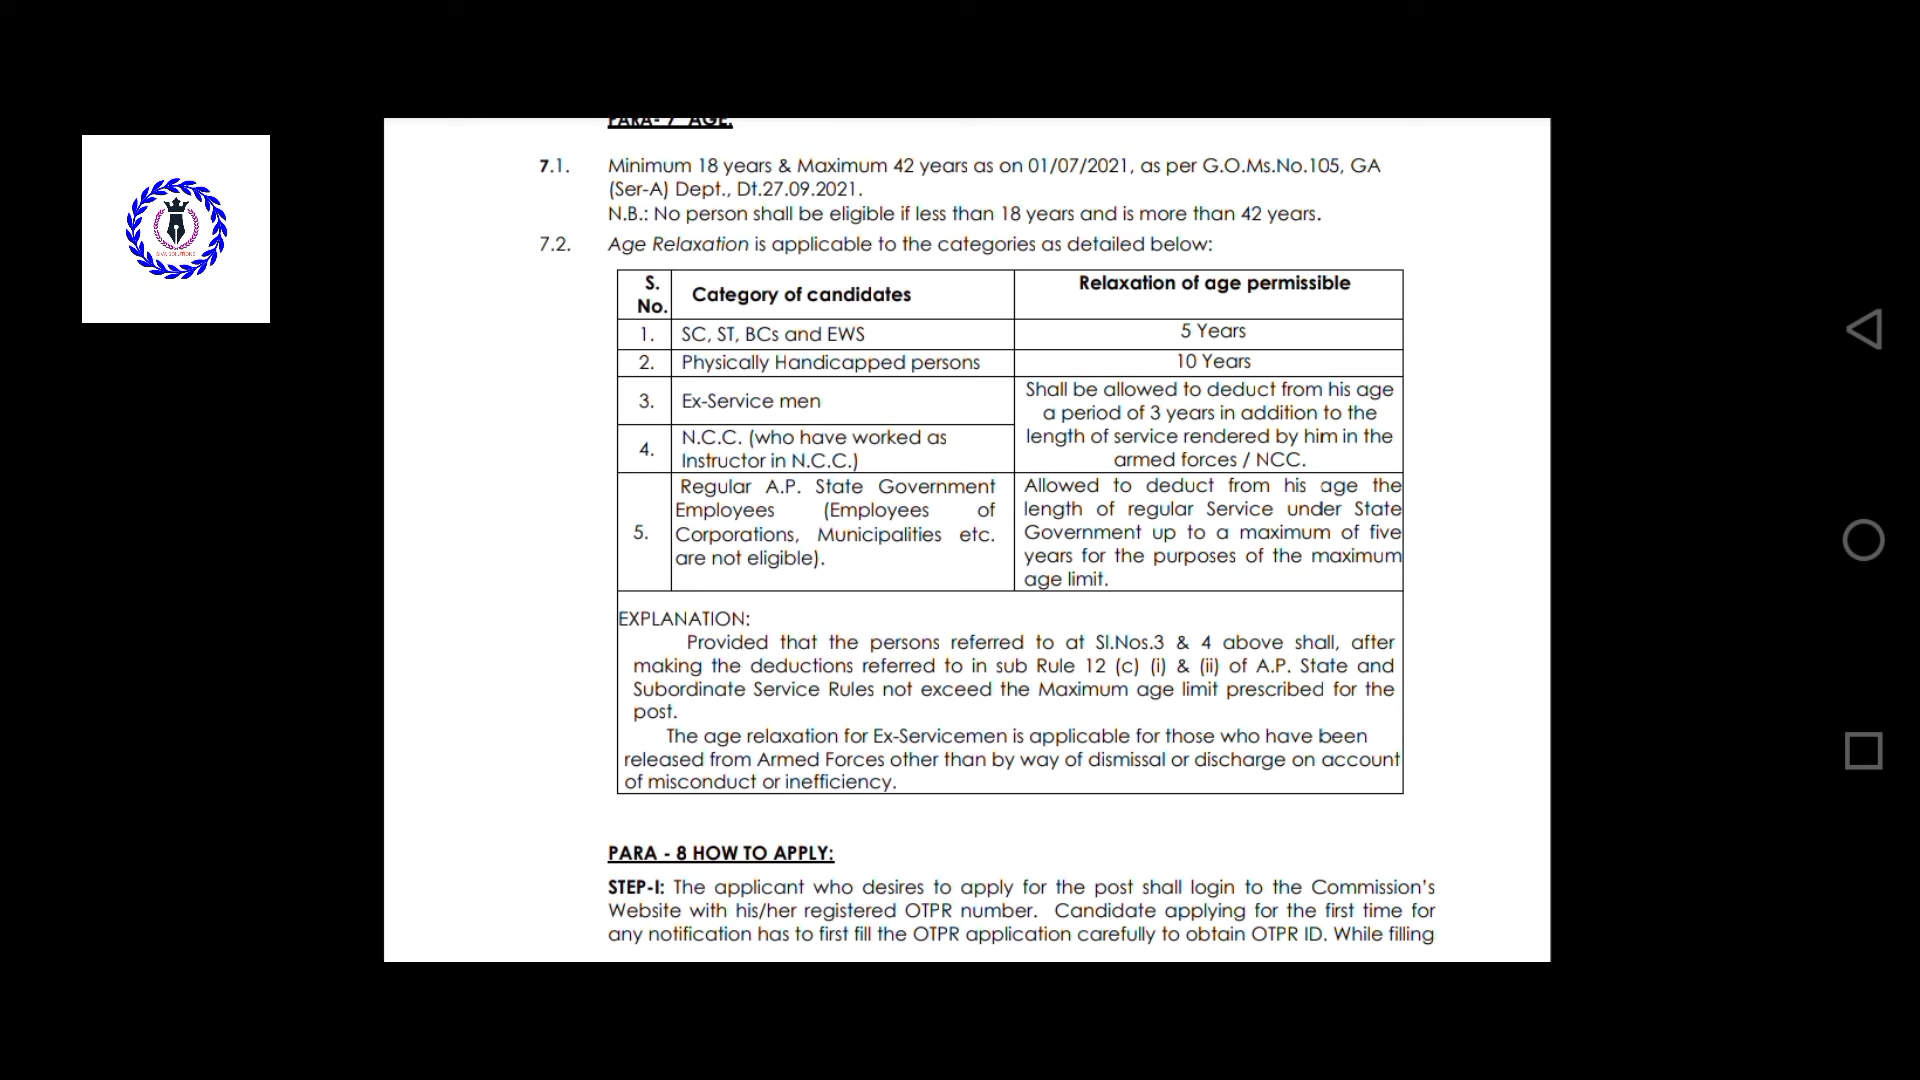 PARA- 7 AGE.
7.1. Minimum 18 years & Maximum 42 years as on 01/07/2021, as per G.O.Ms.No.105, GA
(Ser-A) Dept., Dt.27.09.2021.
N.B.: No person shall be eligible if less than 18 years and is more than 42 years.
7.2. Age Relaxation is applicable to the categories as detailed below:
S.
No.
Category of candidates
Relaxation of age permissible
1. SC, ST, BCs and EWS 5 Years
2. Physically Handicapped persons 10 Years
3. Ex-Service men
4. N.C.C. (who have worked as
Instructor in N.C.C.)
Shall be allowed to deduct from his age
a period of 3 years in addition to the
length of service rendered by him in the
armed forces / NCC.
5. Regular A.P. State Government
Employees (Employees of
Corporations, Municipalities etc.
are not eligible).
Allowed to deduct from his age the
length of regular Service under State
Government up to a maximum of five
years for the purposes of the maximum
age limit.
EXPLANATION:
Provided that the persons referred to at Sl.Nos.3 & 4 above shall, after
making the deductions referred to in sub Rule 12 (c) (i) & (ii) of A.P. State and
Subordinate Service Rules not exceed the Maximum age limit prescribed for the
post.
The age relaxation for Ex-Servicemen is applicable for those who have been
released from Armed Forces other than by way of dismissal or discharge on account
of misconduct or inefficiency.
PARA - 8 HOW TO APPLY:
STEP-I: The applicant who desires to apply for the post shall login to the Commission's
Website with his/her registered OTPR number. Candidate applying for the first time for
any notification has to first fill the OTPR application carefully to obtain OTPR ID. While filling
SIVA SOLUTIONS